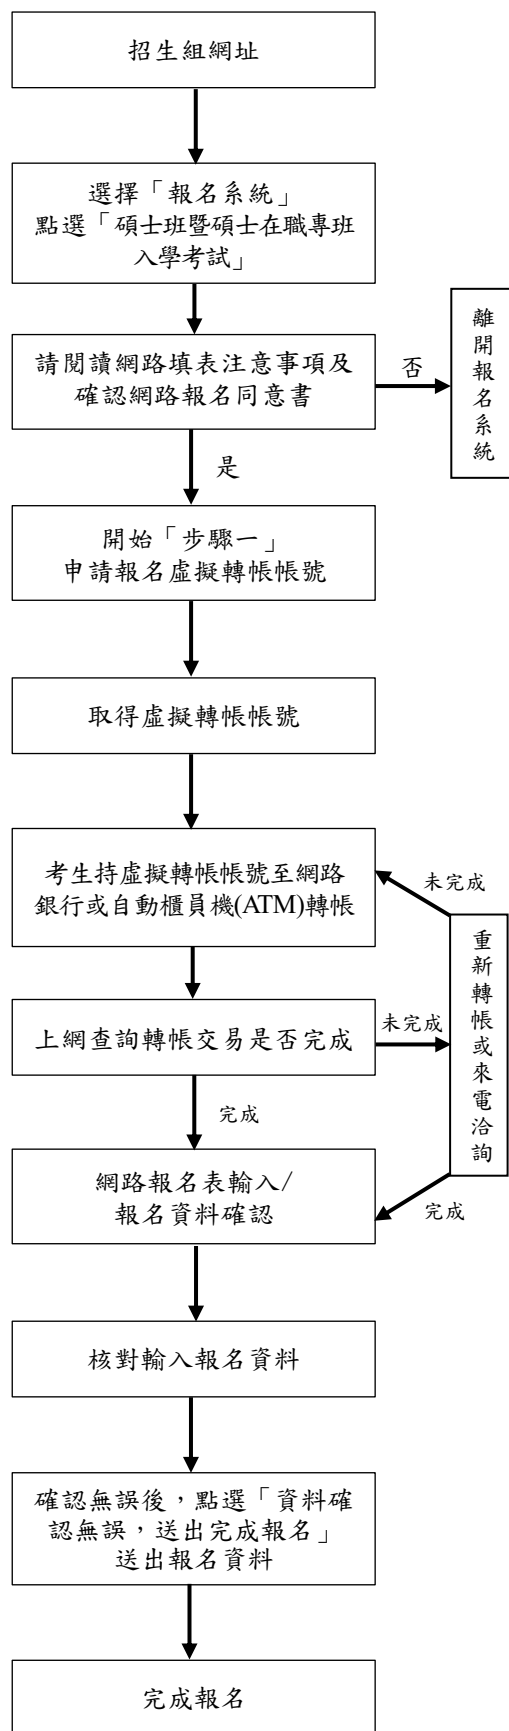 招生組網址
選擇「報名系統」
點選「碩士班暨碩士在職專班
入學考試」
請閱讀網路填表注意事項及
確認網路報名同意書
否
離開報名系統
是
開始「步驟一」
申請報名虛擬轉帳帳號
取得虛擬轉帳帳號
考生持虛擬轉帳帳號至網路
銀行或自動櫃員機(ATM)轉帳
未完成
重新轉帳或來電洽詢
上網查詢轉帳交易是否完成
未完成
完成
網路報名表輸入/
報名資料確認
完成
核對輸入報名資料
確認無誤後，點選「資料確
認無誤，送出完成報名」
送出報名資料
完成報名